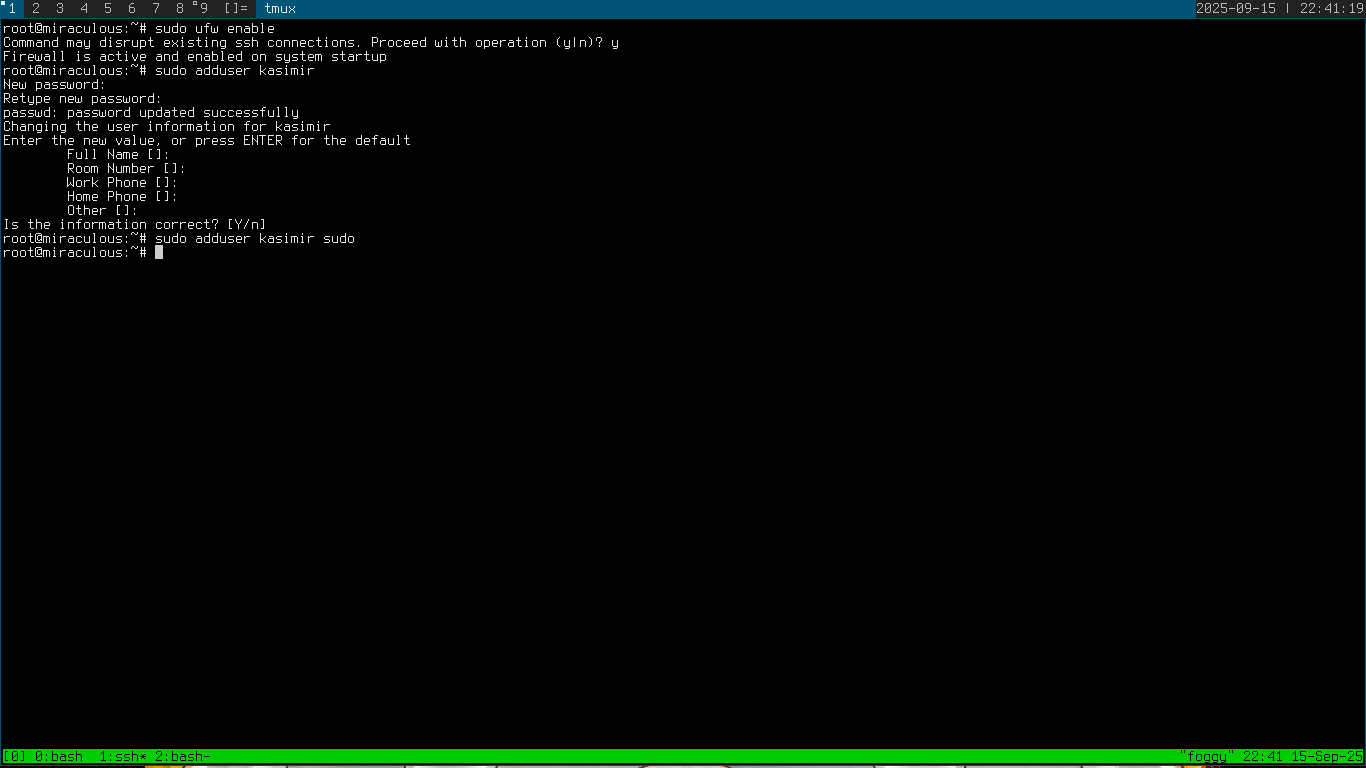 1 2 3 4 5 6 7 8 9 []= tmux 2025-09-15 | 22:41:19
root@miraculous:~# sudo ufw enable
Command may disrupt existing ssh connections. Proceed with operation (y|n)? y
Firewall is active and enabled on system startup
root@miraculous:~# sudo adduser kasimir
New password:
Retype new password:
passwd: password updated successfully
Changing the user information for kasimir
Enter the new value, or press ENTER for the default
        Full Name []:
        Room Number []:
        Work Phone []:
        Home Phone []:
        Other []:
Is the information correct? [Y/n]
root@miraculous:~# sudo adduser kasimir sudo
root@miraculous:~#
[0] 0:bash  1:ssh* 2:bash- "foggy" 22:41 15-Sep-25